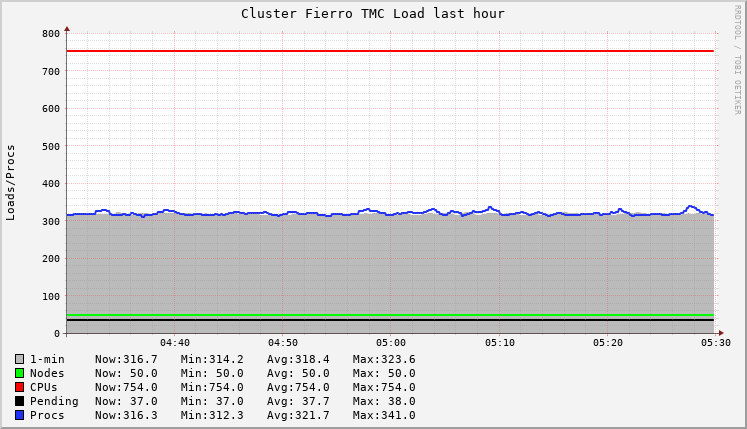 Cluster Fierro TMC Load last hour
RRDTOOL / TOBI OETIKER
Loads/Procs
800
700
600
500
400
300
200
100
0
04:40 04:50 05:00 05:10 05:20 05:30
1-min Now:316.7 Min:314.2 Avg:318.4 Max:323.6
Nodes Now: 50.0 Min: 50.0 Avg: 50.0 Max: 50.0
CPUs Now:754.0 Min:754.0 Avg:754.0 Max:754.0
Pending Now: 37.0 Min: 37.0 Avg: 37.7 Max: 38.0
Procs Now:316.3 Min:312.3 Avg:321.7 Max:341.0